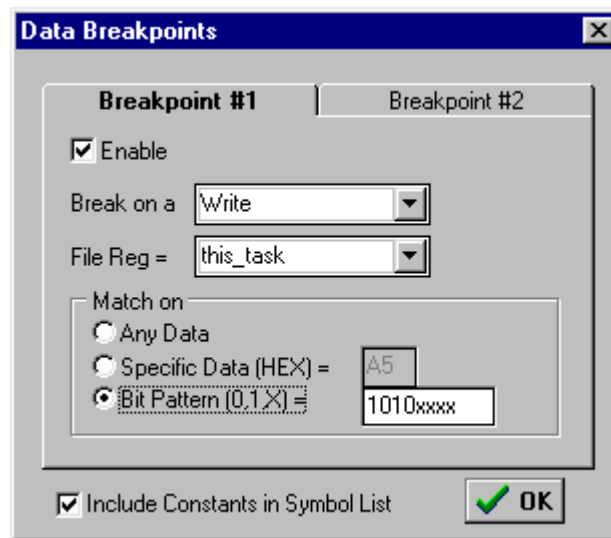 Data Breakpoints
Breakpoint #1 Breakpoint #2
Enable
Break on a Write
File Reg = this_task
Match on
Any Data
Specific Data (HEX) = A5
Bit Pattern (0,1,X) = 1010xxxx
Include Constants in Symbol List OK